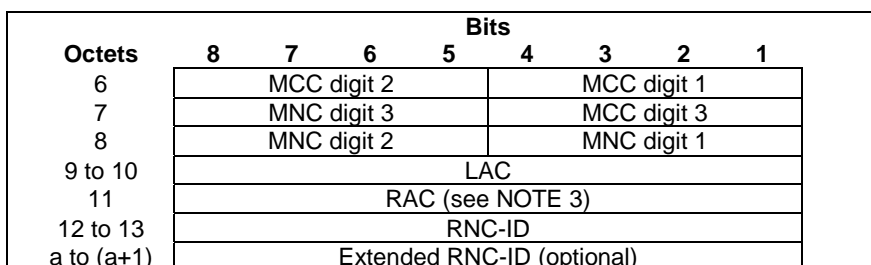 Bits
Octets 8 7 6 5 4 3 2 1
6 MCC digit 2 MCC digit 1
7 MNC digit 3 MCC digit 3
8 MNC digit 2 MNC digit 1
9 to 10 LAC
11 RAC (see NOTE 3)
12 to 13 RNC-ID
a to (a+1) Extended RNC-ID (optional)